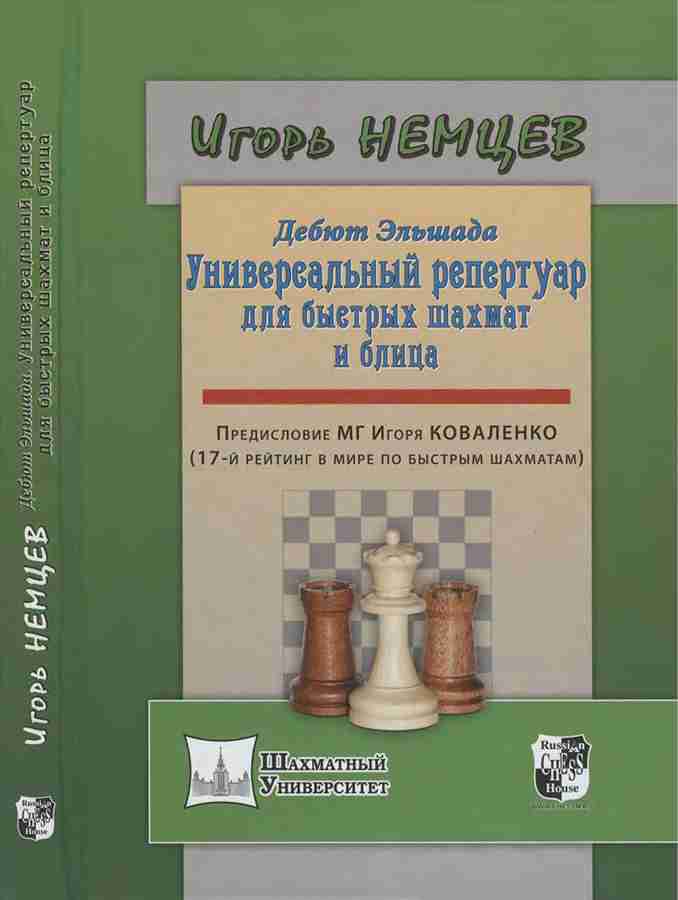 Игорь НЕМЦЕВ
Дебют Эльшада. Универсальный репертуар
для быстрых шахмат и блица
Russian
CHESS
House
Игорь НЕМЦЕВ
Дебют Эльшада
Универсальный репертуар
для быстрых шахмат
и блица
Предисловие МГ Игоря КОВАЛЕНКО
(17-й рейтинг в мире по быстрым шахматам)
Шахматный
Университет
Russian
CHESS
House